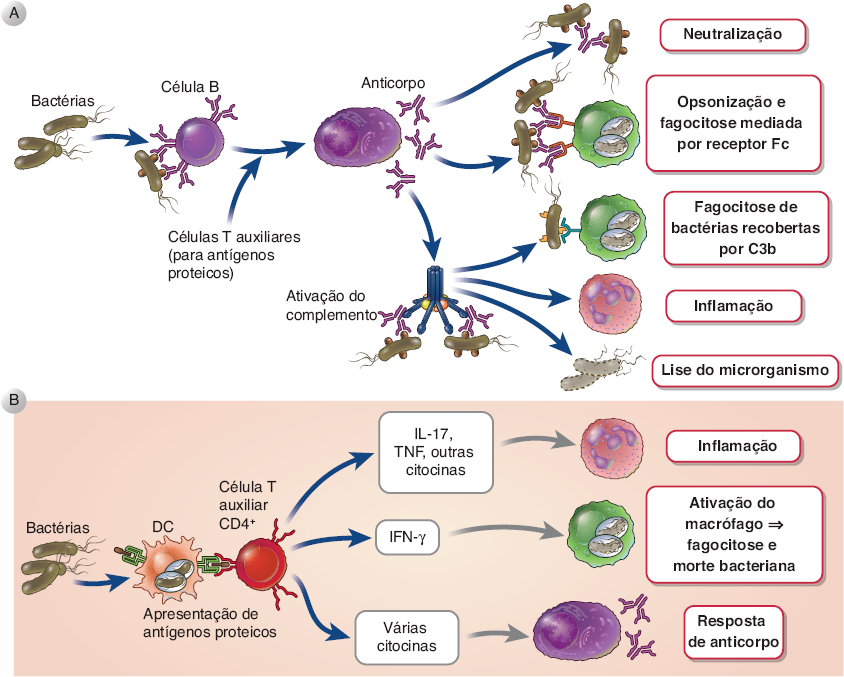 A
Bactérias
Célula B
Anticorpo
Neutralização
Opsonização e
fagocitose mediada
por receptor Fc
Células T auxiliares
(para antígenos
proteicos)
Fagocitose de
bactérias recobertas
por C3b
Ativação do
complemento
Inflamação
Lise do microrganismo
B
Bactérias
DC
Apresentação de
antígenos proteicos
Célula T
auxiliar
CD4⁺
IL-17,
TNF, outras
citocinas
Inflamação
IFN-γ
Ativação do
macrófago ⇒
fagocitose e
morte bacteriana
Várias
citocinas
Resposta
de anticorpo